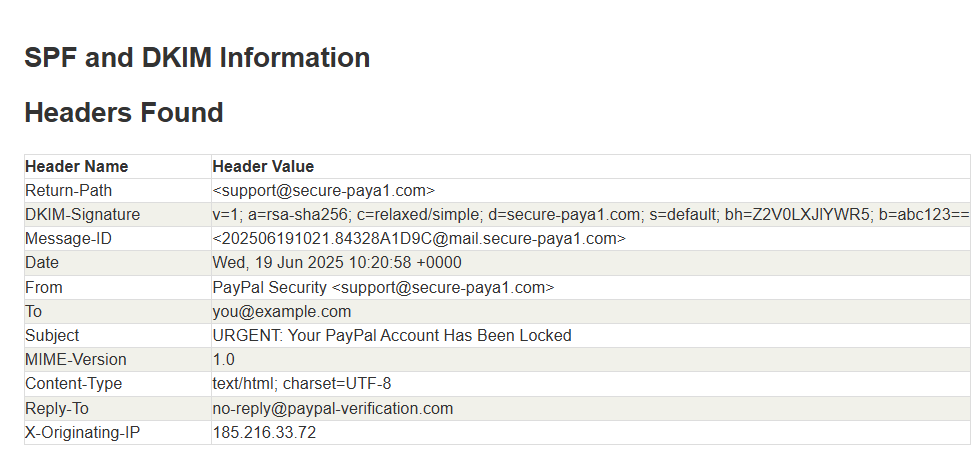 SPF and DKIM Information
Headers Found
Header Name Header Value
Return-Path <support@secure-paya1.com>
DKIM-Signature v=1; a=rsa-sha256; c=relaxed/simple; d=secure-paya1.com; s=default; bh=Z2V0LXJlYWR5; b=abc123==
Message-ID <202506191021.84328A1D9C@mail.secure-paya1.com>
Date Wed, 19 Jun 2025 10:20:58 +0000
From PayPal Security <support@secure-paya1.com>
To you@example.com
Subject URGENT: Your PayPal Account Has Been Locked
MIME-Version 1.0
Content-Type text/html; charset=UTF-8
Reply-To no-reply@paypal-verification.com
X-Originating-IP 185.216.33.72